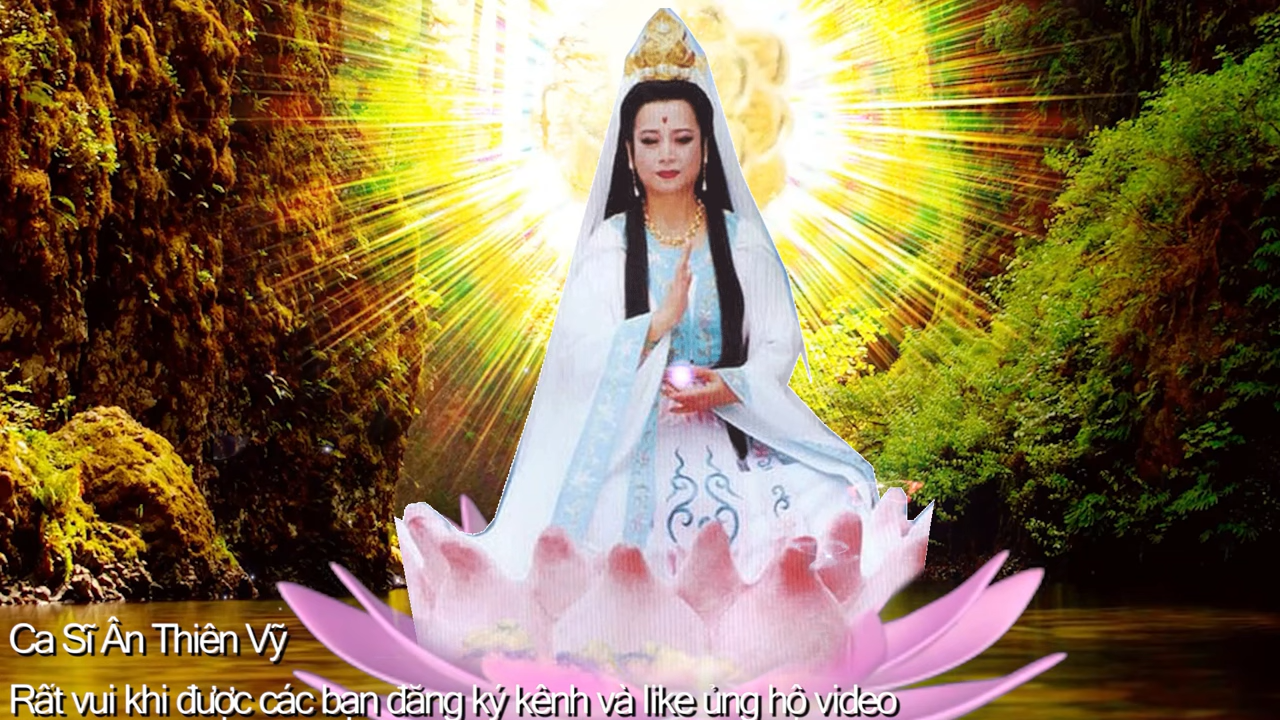 Ca Sĩ Ân Thiên Vỹ
Rất vui khi được các bạn đăng ký kênh và like ủng hộ video